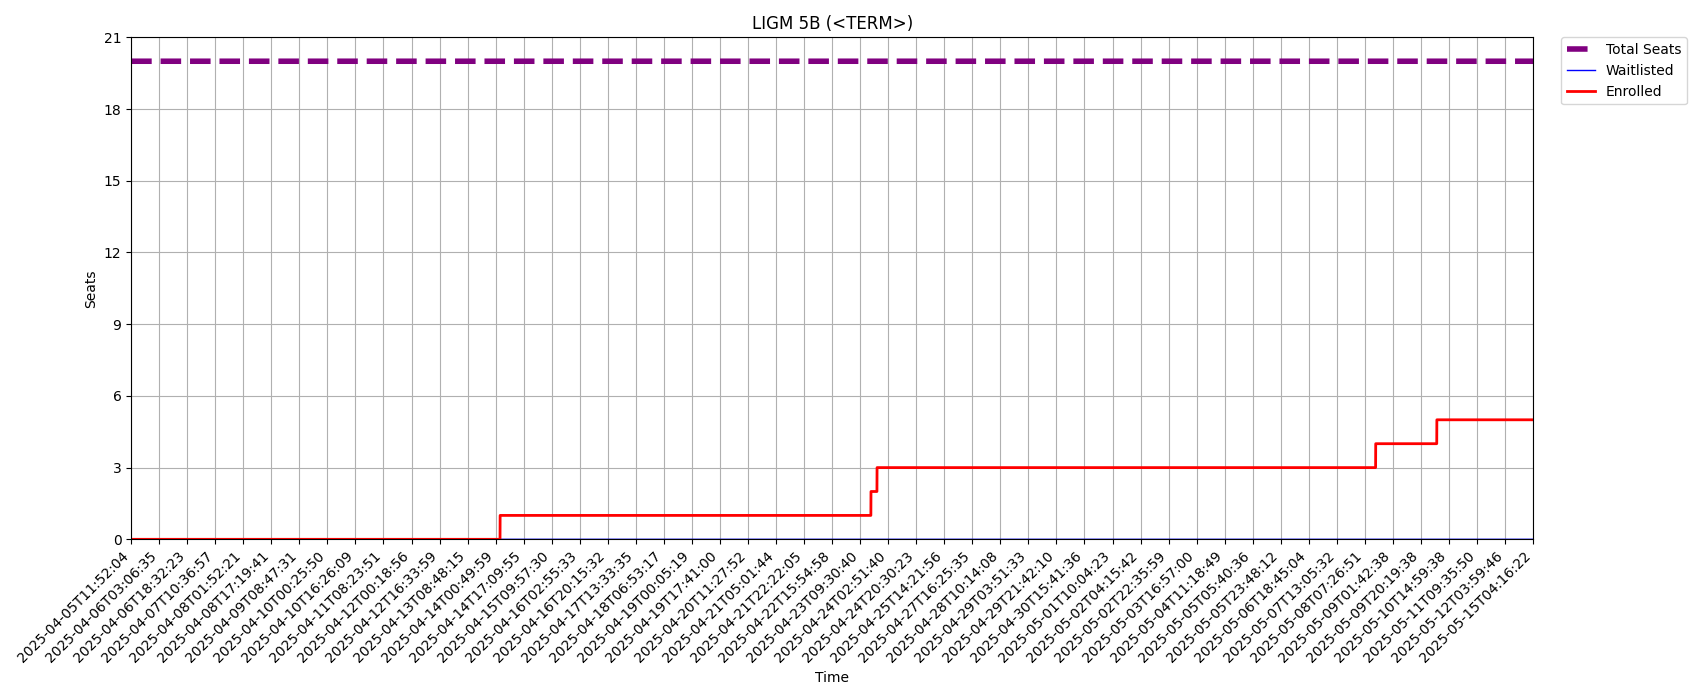 LIGM 5B (<TERM>)
Total Seats
Waitlisted
Enrolled
21
18
15
12
9
6
3
0
Seats
2025-04-05T11:52:04
2025-04-06T03:06:35
2025-04-06T18:32:23
2025-04-07T10:36:57
2025-04-08T01:52:21
2025-04-08T17:19:41
2025-04-09T08:47:31
2025-04-10T00:25:50
2025-04-10T16:26:09
2025-04-11T08:23:51
2025-04-12T00:18:56
2025-04-12T16:33:59
2025-04-13T08:48:15
2025-04-14T00:49:59
2025-04-14T17:09:55
2025-04-15T09:57:30
2025-04-16T02:55:33
2025-04-16T20:15:32
2025-04-17T13:33:35
2025-04-18T06:53:17
2025-04-19T00:05:19
2025-04-19T17:41:00
2025-04-20T11:27:52
2025-04-21T05:01:44
2025-04-21T22:22:05
2025-04-22T15:54:58
2025-04-23T09:30:40
2025-04-24T02:51:40
2025-04-24T20:30:23
2025-04-25T14:21:56
2025-04-27T16:25:35
2025-04-28T10:14:08
2025-04-29T03:51:33
2025-04-29T21:42:10
2025-04-30T15:41:36
2025-05-01T10:04:23
2025-05-02T04:15:42
2025-05-02T22:35:59
2025-05-03T16:57:00
2025-05-04T11:18:49
2025-05-05T05:40:36
2025-05-05T23:48:12
2025-05-06T18:45:04
2025-05-07T13:05:32
2025-05-08T07:26:51
2025-05-09T01:42:38
2025-05-09T20:19:38
2025-05-10T14:59:38
2025-05-11T09:35:50
2025-05-12T03:59:46
2025-05-15T04:16:22
Time